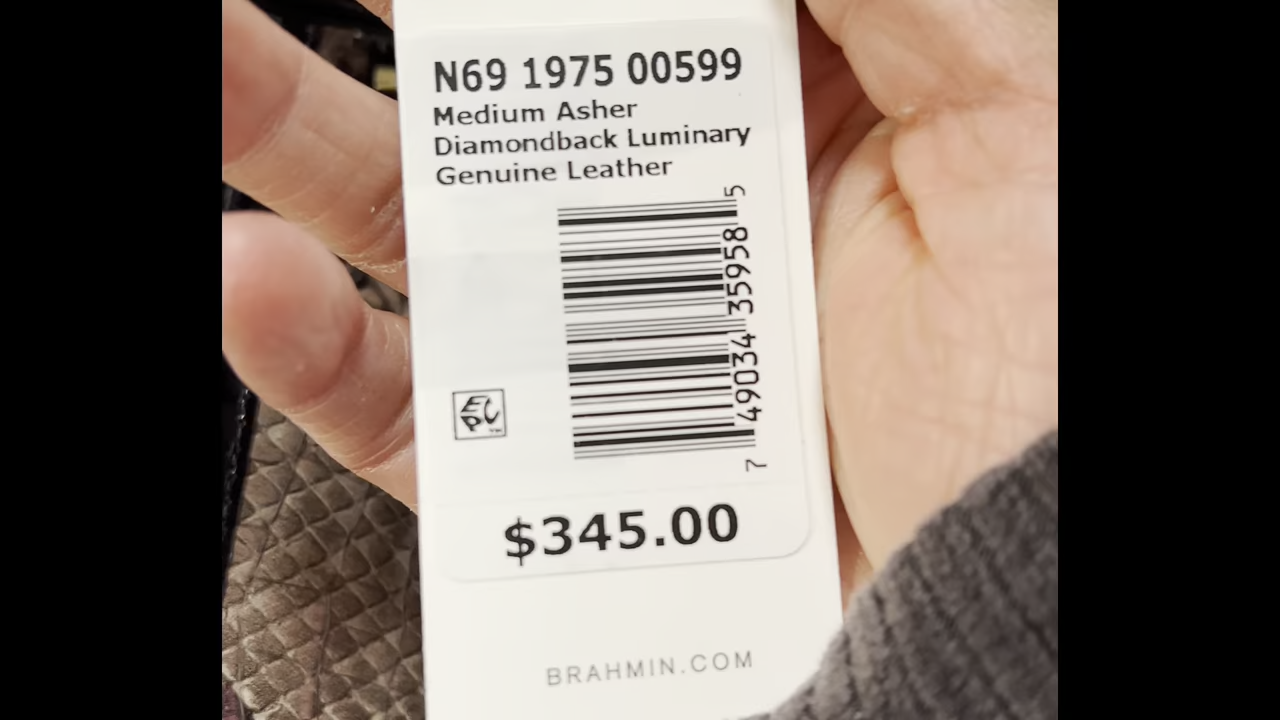 N69 1975 00599
Medium Asher
Diamondback Luminary
Genuine Leather
7 49034 35958 5
EPC
$345.00
BRAHMIN.COM